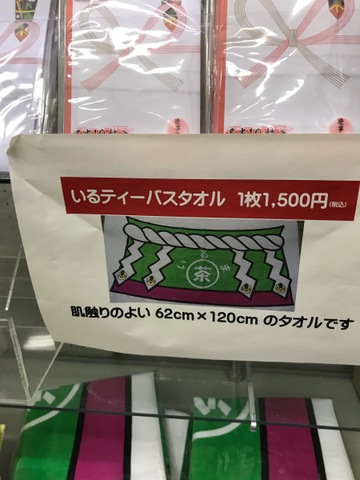 いるティーバスタオル 1枚1,500円(税込)
茶
肌触りのよい 62cm×120cm のタオルです